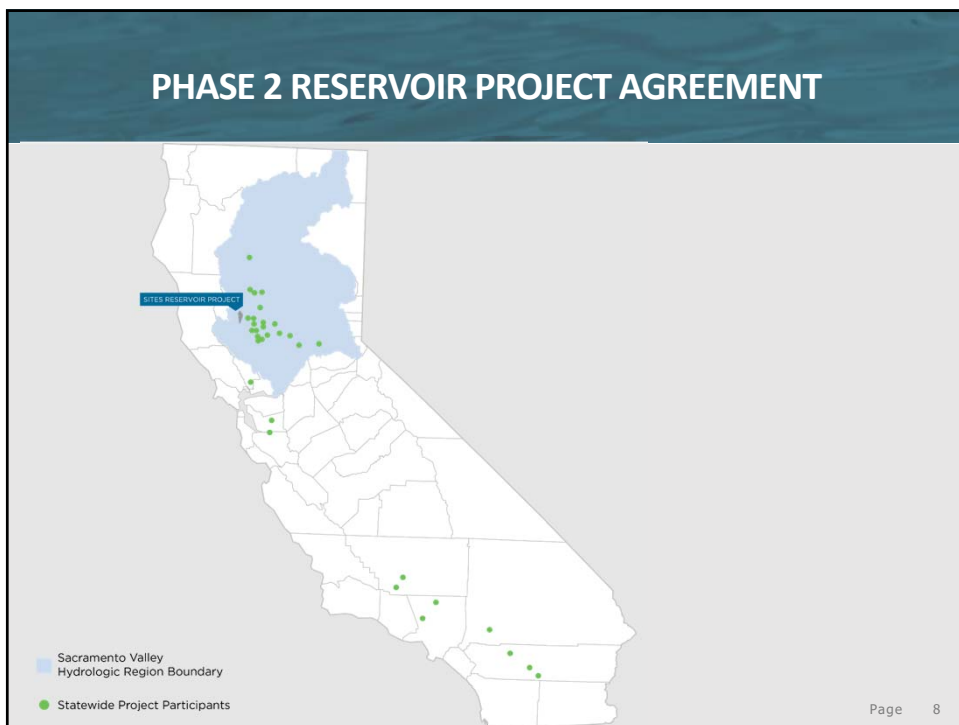 PHASE 2 RESERVOIR PROJECT AGREEMENT
SITES RESERVOIR PROJECT
Sacramento Valley
Hydrologic Region Boundary
Statewide Project Participants
Page 8